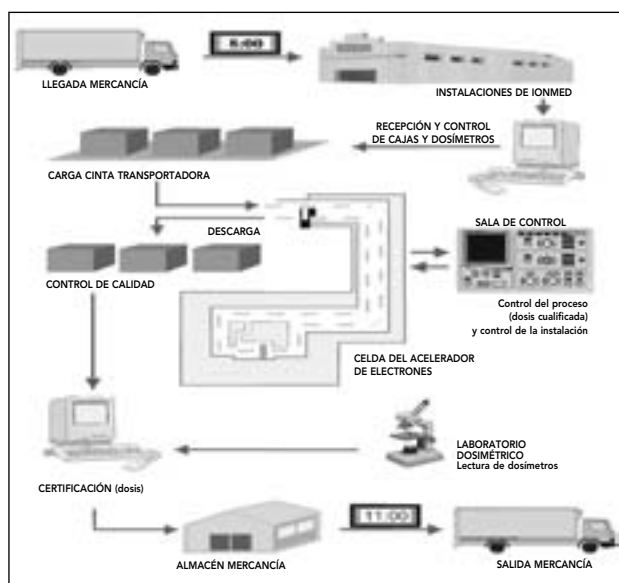 LLEGADA MERCANCÍA
INSTALACIONES DE IONMED
RECEPCIÓN Y CONTROL
DE CAJAS Y DOSÍMETROS
CARGA CINTA TRANSPORTADORA
DESCARGA
SALA DE CONTROL
CONTROL DE CALIDAD
Control del proceso
(dosis cualificada)
y control de la instalación
CELDA DEL ACELERADOR
DE ELECTRONES
LABORATORIO
DOSIMÉTRICO
Lectura de dosímetros
CERTIFICACIÓN (dosis)
11:00
ALMACÉN MERCANCÍA
SALIDA MERCANCÍA